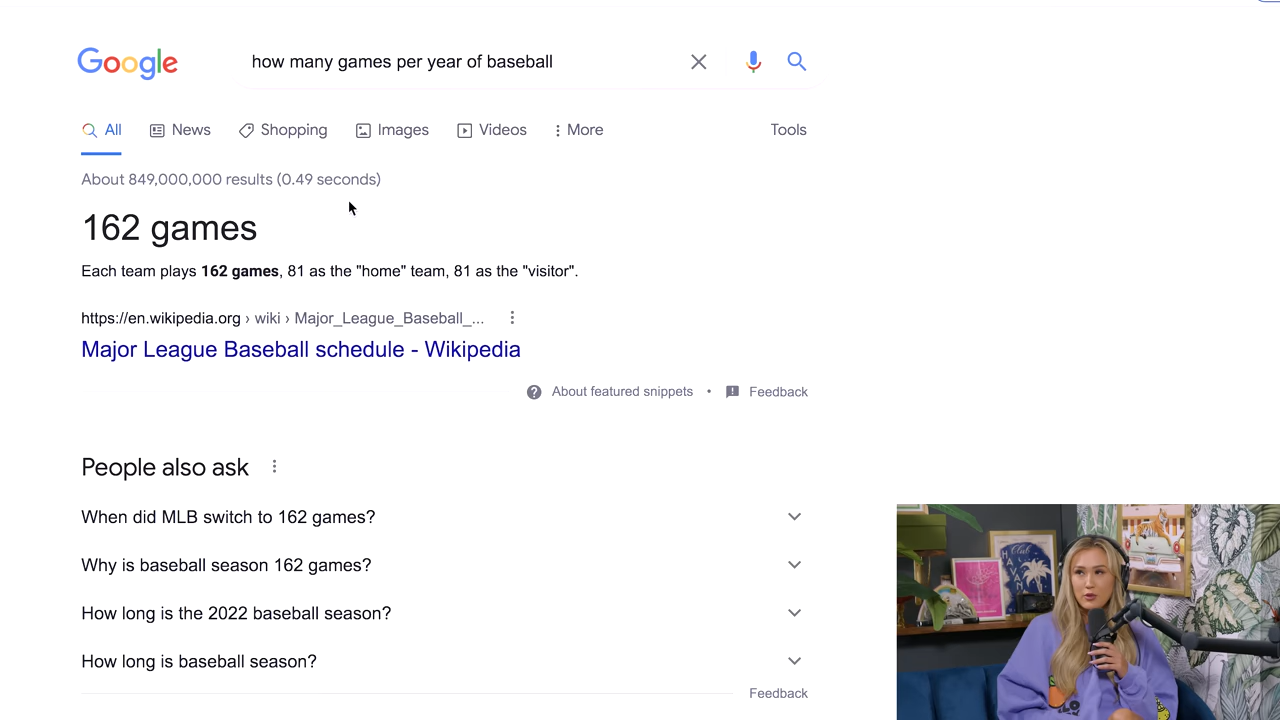 Google
how many games per year of baseball
All News Shopping Images Videos More Tools
About 849,000,000 results (0.49 seconds)
162 games
Each team plays 162 games, 81 as the "home" team, 81 as the "visitor".
https://en.wikipedia.org › wiki › Major_League_Baseball_...
Major League Baseball schedule - Wikipedia
About featured snippets • Feedback
People also ask
When did MLB switch to 162 games?
Why is baseball season 162 games?
How long is the 2022 baseball season?
How long is baseball season?
Feedback
Club
HAVANA